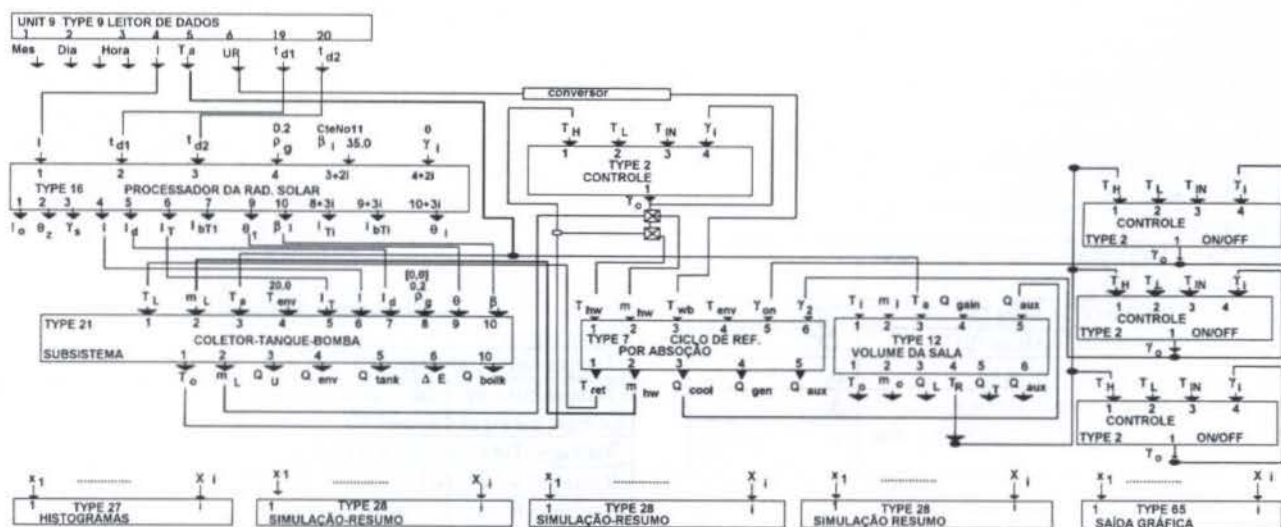 UNIT 9 TYPE 9 LEITOR DE DADOS
1 2 3 4 5 6 19 20
Mes Dia Hora I Ta UR td1 td2
conversor
I td1 td2 0.2 ρg CteNo11 βi 35.0 0 γi
1 2 3 4 3+2i 4+2i
TYPE 16 PROCESSADOR DA RAD. SOLAR
1 2 3 4 5 6 7 9 10 8+3i 9+3i 10+3i
Io θz γs I Id IT IbT1 θ1 βI ITi IbTi θi
TH TL TIN γi
1 2 3 4
TYPE 2
CONTROLE
1
γo
TL mL Ta 20,0 Tenv IT I Id [0,0] 0,2 ρg θ β
1 2 3 4 5 6 7 8 9 10
TYPE 21 COLETOR-TANQUE-BOMBA
SUBSISTEMA
1 2 3 4 5 6 10
To mL QU Qenv Qtank ΔE Qboilk
Thw mhw Twb Tenv γon γ2
1 2 3 4 5 6
TYPE 7 CICLO DE REF.
POR ABSOÇÃO
1 2 3 4 5
Tret mhw Qcool Qgen Qaux
Ti mI Ta Qgain Qaux
1 2 3 4 5
TYPE 12
VOLUME DA SALA
1 2 3 4 5 6
To mo QL TR QT Qaux
TH TL TIN γi
1 2 3 4
CONTROLE
TYPE 2 1 ON/OFF
γo
TH TL TIN γi
1 2 3 4
CONTROLE
TYPE 2 1 ON/OFF
γo
TH TL TIN γi
1 2 3 4
CONTROLE
TYPE 2 1 ON/OFF
γo
x1 .............. Xi
1 TYPE 27 i
HISTOGRAMAS
x1 .............. Xi
1 TYPE 28 i
SIMULAÇÃO-RESUMO
x1 .............. Xi
1 TYPE 28 i
SIMULAÇÃO-RESUMO
x1 .............. Xi
1 TYPE 28 i
SIMULAÇÃO RESUMO
x1 .............. Xi
1 TYPE 65 i
SAÍDA GRÁFICA